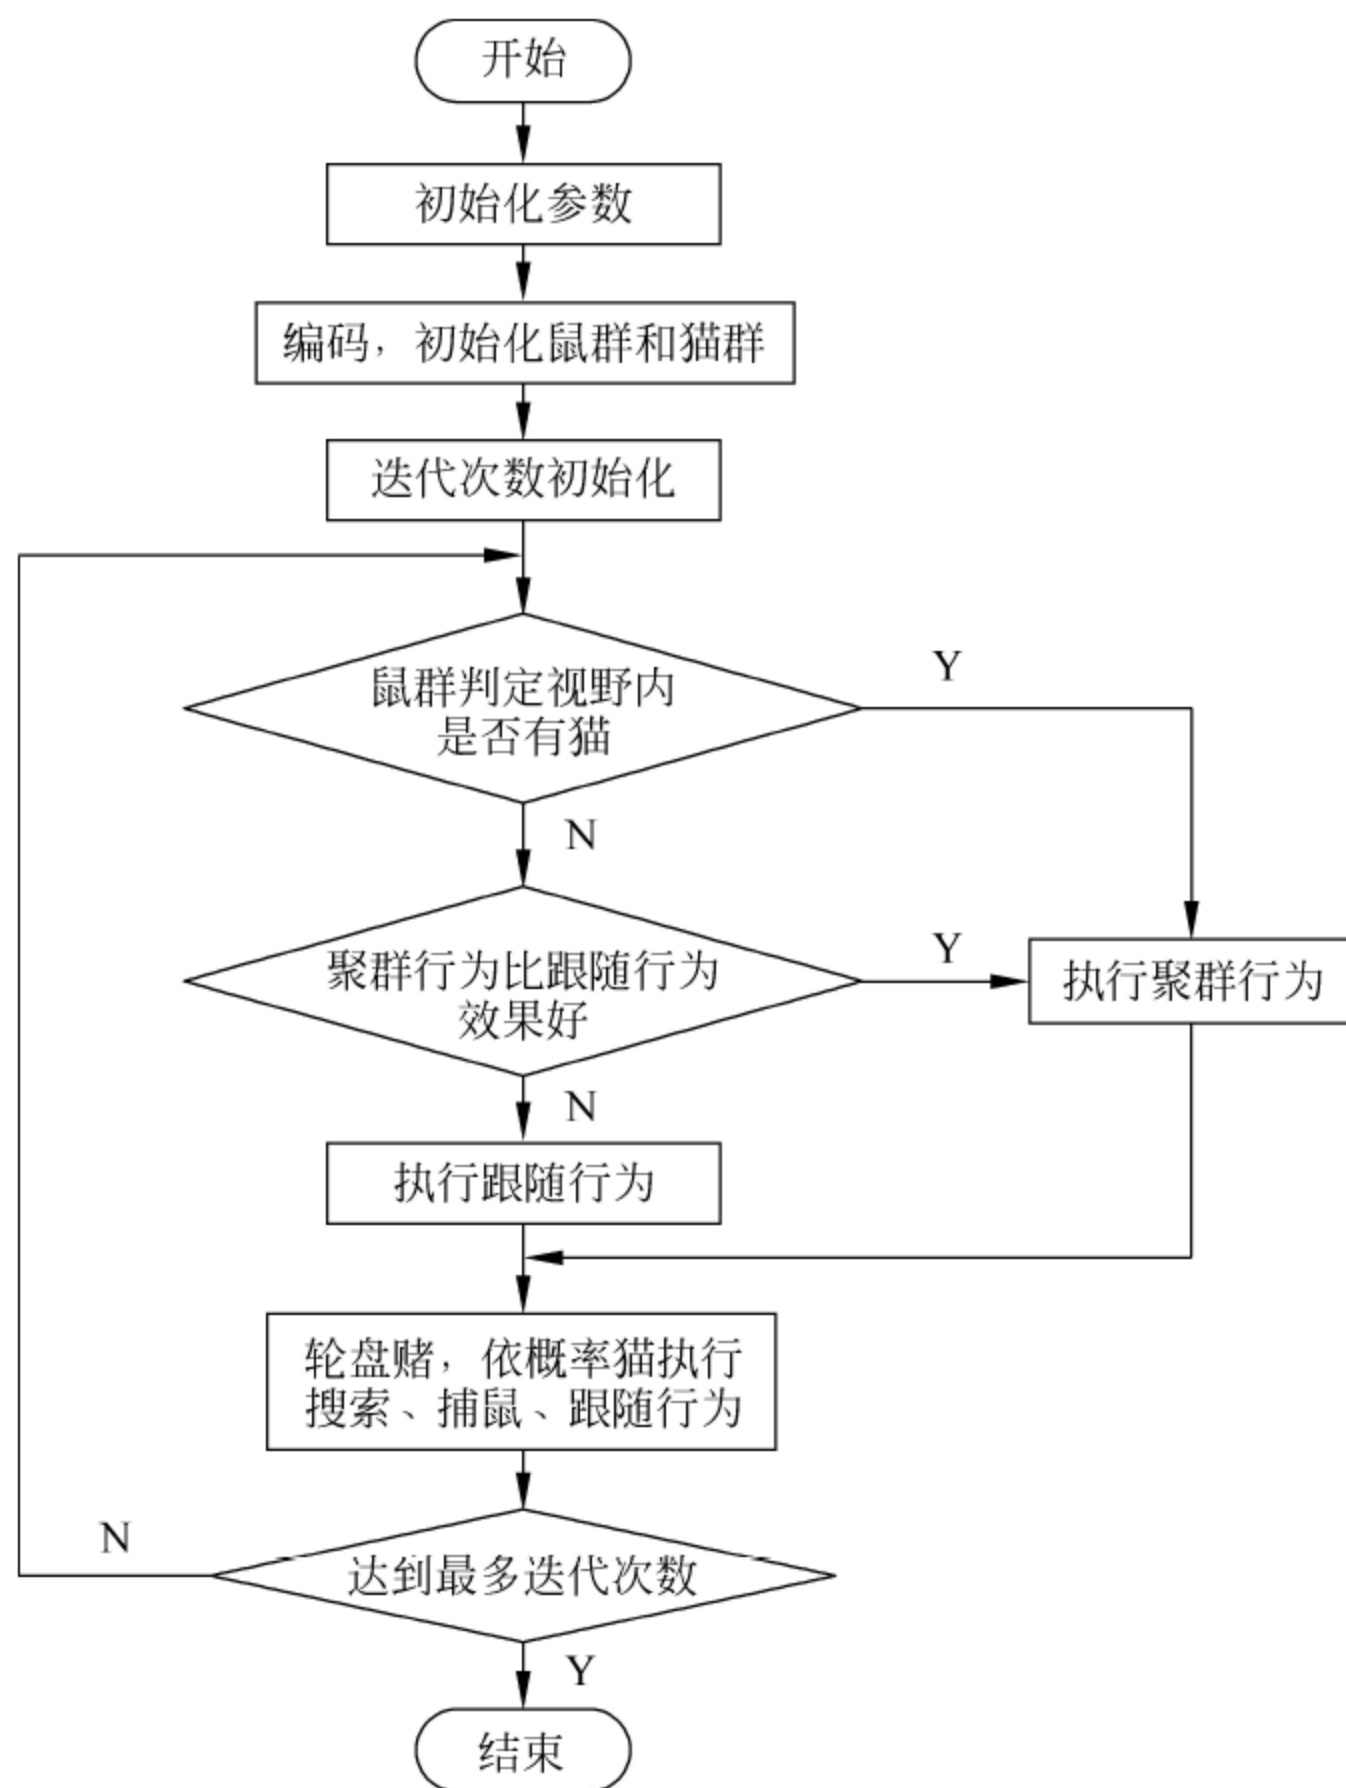 开始
初始化参数
编码，初始化鼠群和猫群
迭代次数初始化
鼠群判定视野内
是否有猫
Y
N
聚群行为比跟随行为
效果好
Y
执行聚群行为
N
执行跟随行为
轮盘赌，依概率猫执行
搜索、捕鼠、跟随行为
N
达到最多迭代次数
Y
结束